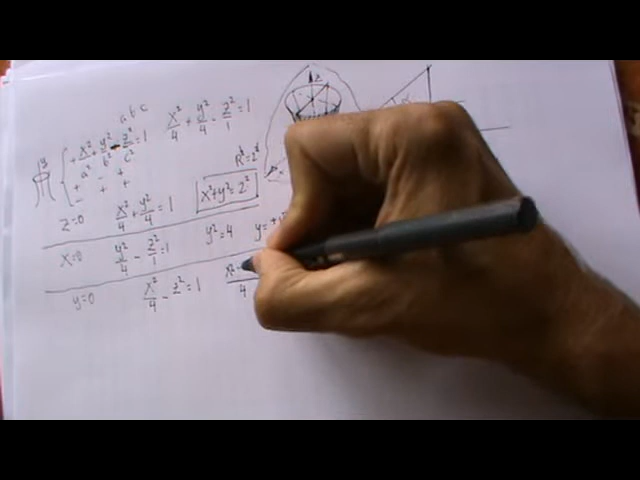 a b c
x²/4 + y²/4 - z²/1 = 1
+ x²/a² + y²/b² - z²/c² = 1
+ - +
- + +
R² = 2²
z=0 x²/4 + y²/4 = 1 x²+y²=2²
x=0 y²/4 - z²/1 = 1 y²=4 y=+
y=0 x²/4 - z² = 1 x²/4